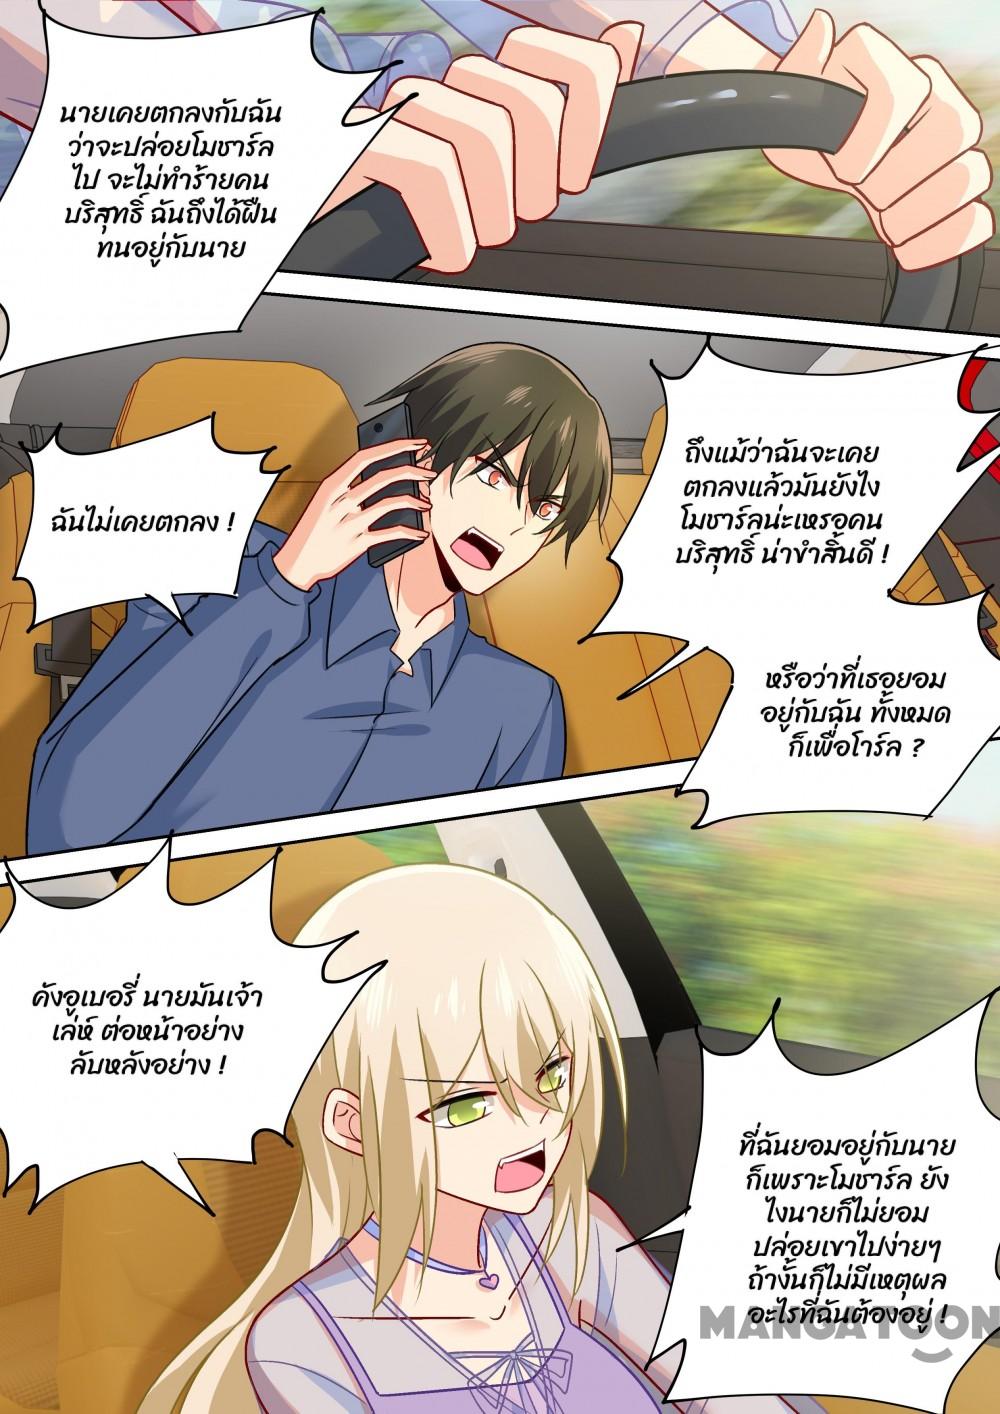 นายเคยตกลงกับฉัน
ว่าจะปล่อยโมชาร์ล
ไป จะไม่ทำร้ายคน
บริสุทธิ์ ฉันถึงได้ฝืน
ทนอยู่กับนาย
ถึงแม้ว่าฉันจะเคย
ตกลงแล้วมันยังไง
โมชาร์ลน่ะเหรอคน
บริสุทธิ์ น่าขำสิ้นดี !
ฉันไม่เคยตกลง !
หรือว่าที่เธอยอม
อยู่กับฉัน ทั้งหมด
ก็เพื่อโาร์ล ?
คังอูเบอรี่ นายมันเจ้า
เล่ห์ ต่อหน้าอย่าง
ลับหลังอย่าง !
ที่ฉันยอมอยู่กับนาย
ก็เพราะโมชาร์ล ยัง
ไงนายก็ไม่ยอม
ปล่อยเขาไปง่ายๆ
ถ้างั้นก็ไม่มีเหตุผล
อะไรที่ฉันต้องอยู่ !
MANGATOON